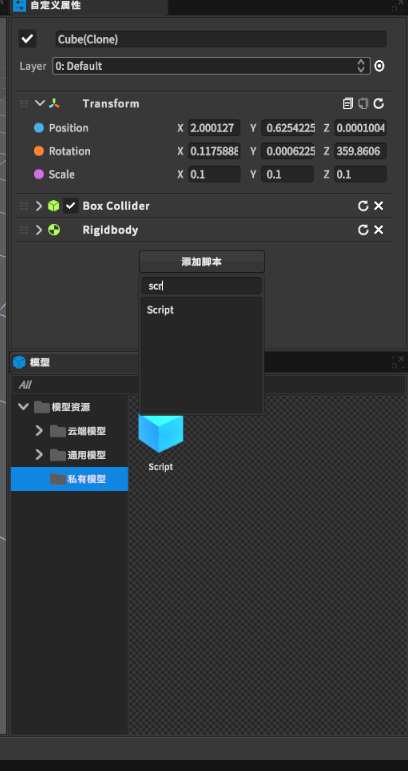 自定义属性
Cube(Clone)
Layer 0: Default
Transform
Position X 2.000127 Y 0.6254225 Z 0.0001004
Rotation X 0.1175888 Y 0.0006225 Z 359.8606
Scale X 0.1 Y 0.1 Z 0.1
Box Collider
Rigidbody
添加脚本
scr
Script
模型
All
模型资源
云端模型
通用模型
私有模型
Script